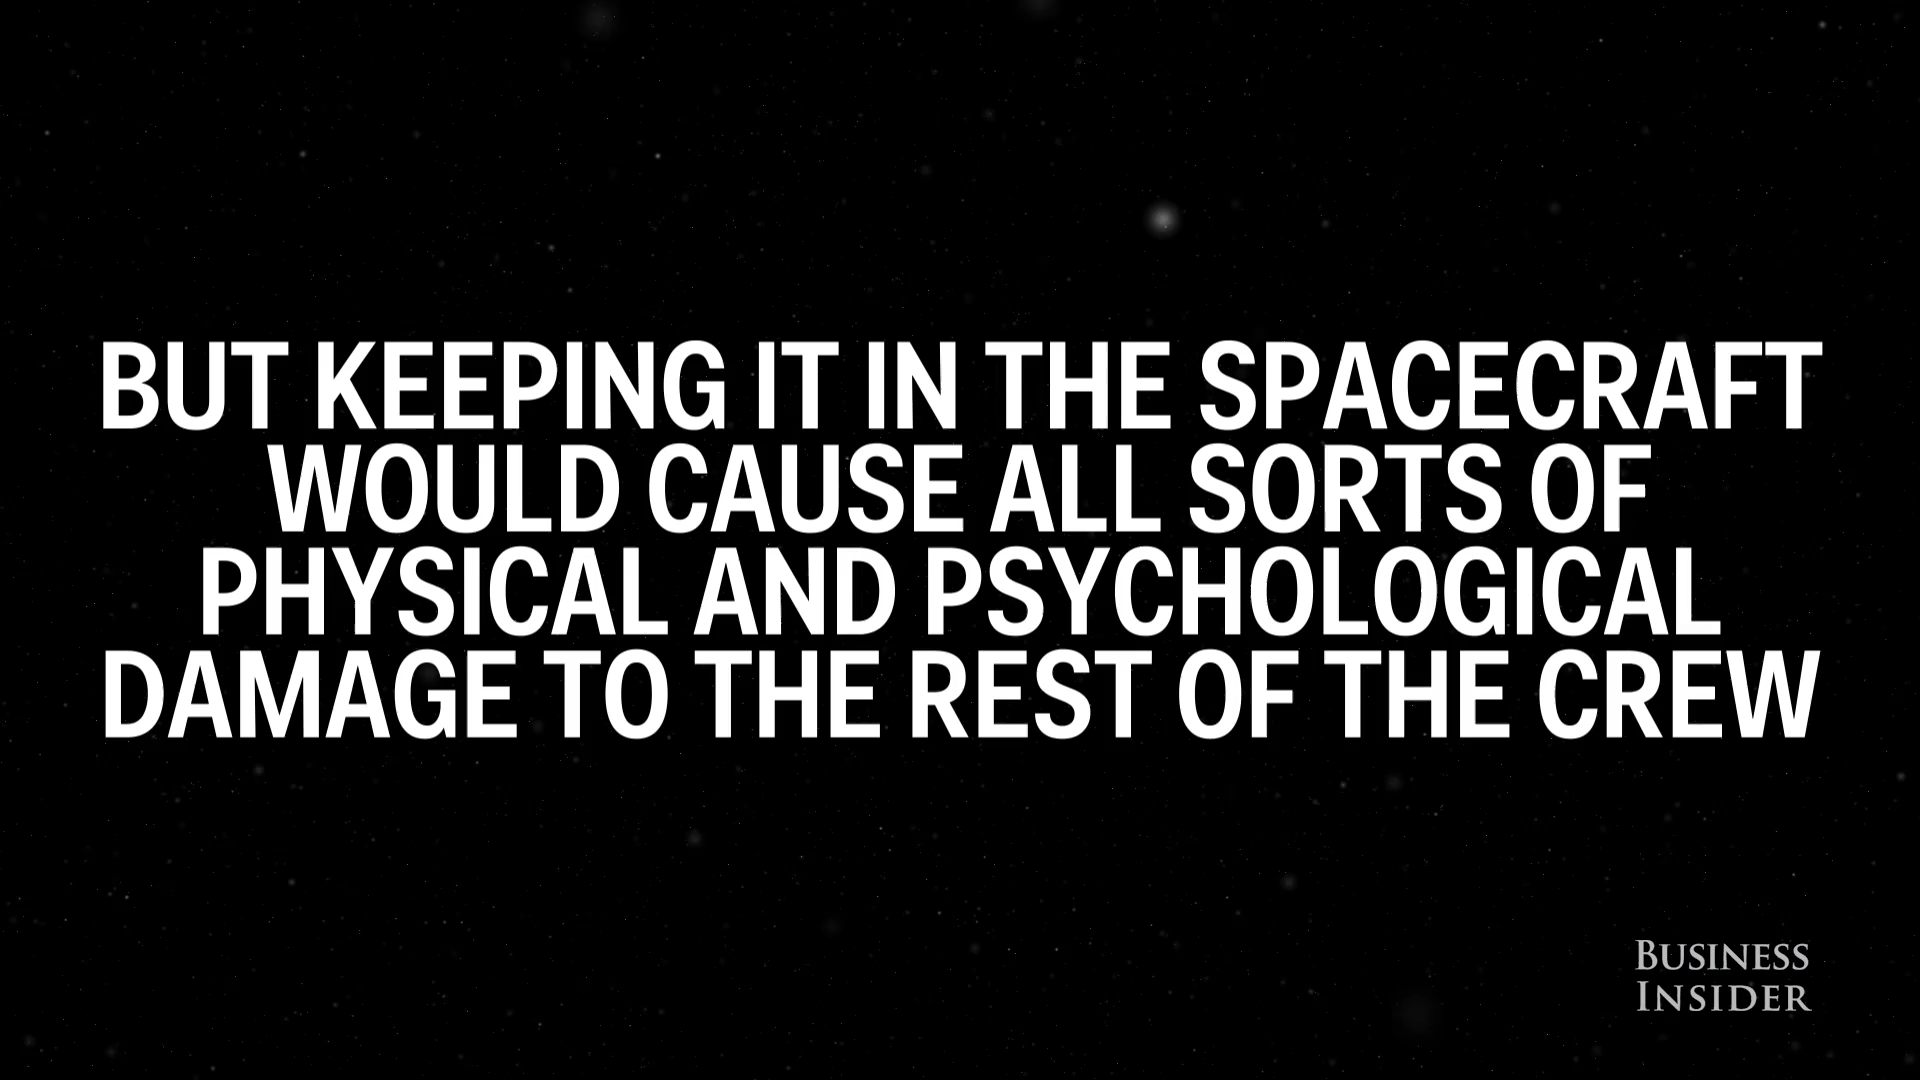 BUT KEEPING IT IN THE SPACECRAFT
WOULD CAUSE ALL SORTS OF
PHYSICAL AND PSYCHOLOGICAL
DAMAGE TO THE REST OF THE CREW
BUSINESS
INSIDER